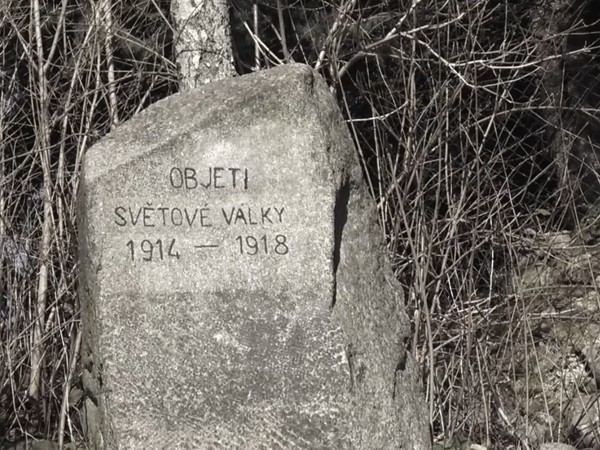 OBJETI
SVĚTOVÉ VÁLKY
1914 — 1918